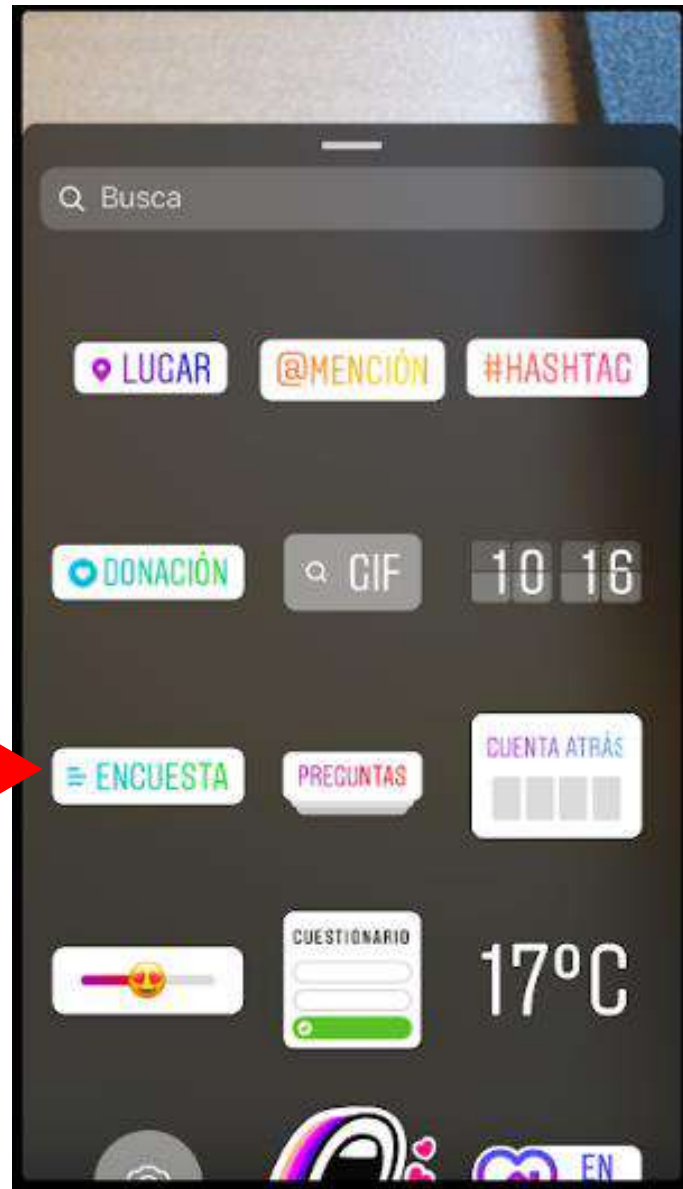 Busca
LUGAR
@MENCIÓN
#HASHTAG
DONACIÓN
GIF
10 16
ENCUESTA
PREGUNTAS
CUENTA ATRÁS
CUESTIONARIO
17°C
EN